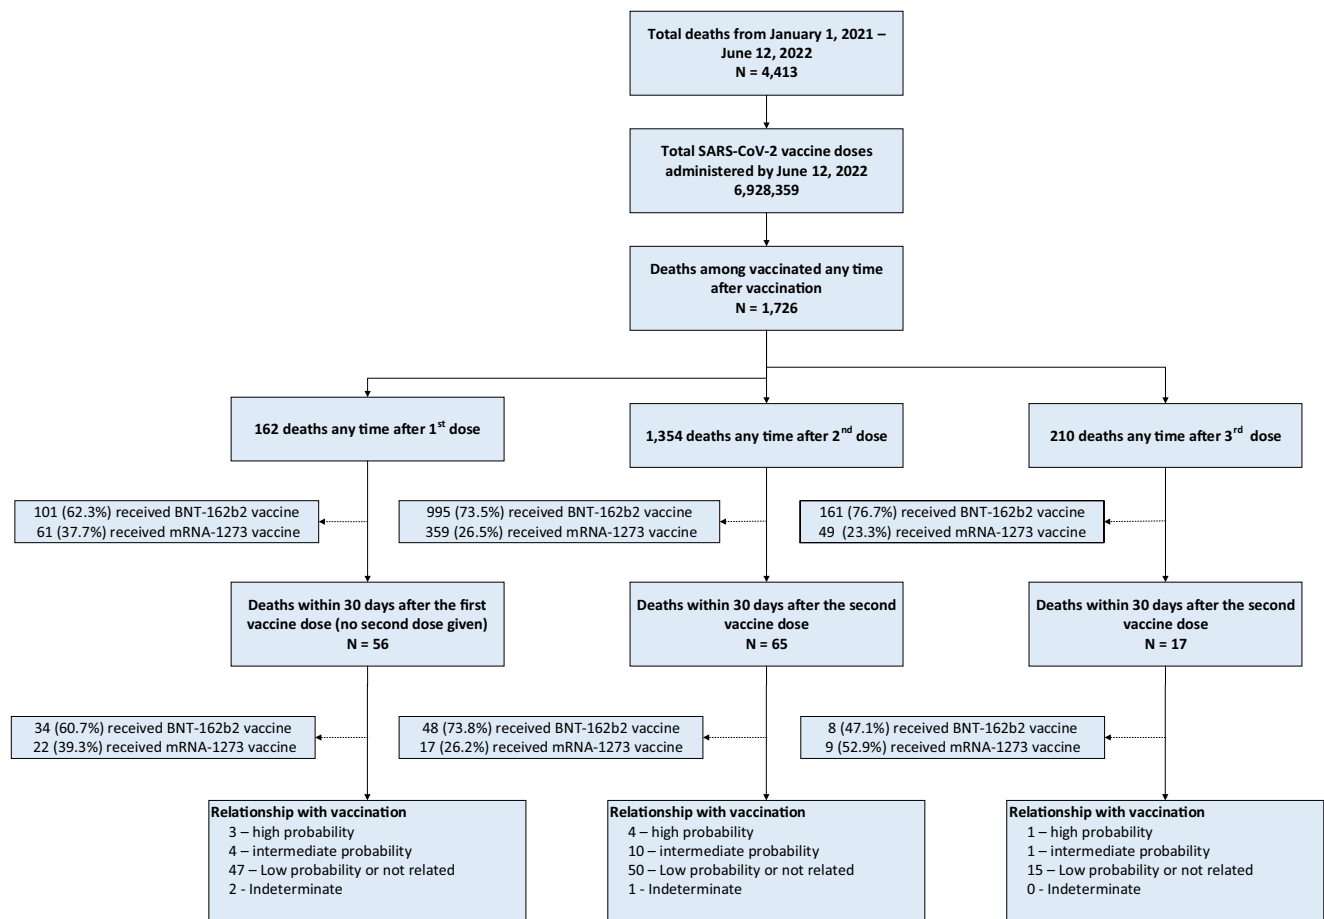 Total deaths from January 1, 2021 –
June 12, 2022
N = 4,413
Total SARS-CoV-2 vaccine doses
administered by June 12, 2022
6,928,359
Deaths among vaccinated any time
after vaccination
N = 1,726
162 deaths any time after 1st dose
1,354 deaths any time after 2nd dose
210 deaths any time after 3rd dose
101 (62.3%) received BNT-162b2 vaccine
61 (37.7%) received mRNA-1273 vaccine
995 (73.5%) received BNT-162b2 vaccine
359 (26.5%) received mRNA-1273 vaccine
161 (76.7%) received BNT-162b2 vaccine
49 (23.3%) received mRNA-1273 vaccine
Deaths within 30 days after the first
vaccine dose (no second dose given)
N = 56
Deaths within 30 days after the second
vaccine dose
N = 65
Deaths within 30 days after the second
vaccine dose
N = 17
34 (60.7%) received BNT-162b2 vaccine
22 (39.3%) received mRNA-1273 vaccine
48 (73.8%) received BNT-162b2 vaccine
17 (26.2%) received mRNA-1273 vaccine
8 (47.1%) received BNT-162b2 vaccine
9 (52.9%) received mRNA-1273 vaccine
Relationship with vaccination
3 – high probability
4 – intermediate probability
47 – Low probability or not related
2 - Indeterminate
Relationship with vaccination
4 – high probability
10 – intermediate probability
50 – Low probability or not related
1 - Indeterminate
Relationship with vaccination
1 – high probability
1 – intermediate probability
15 – Low probability or not related
0 - Indeterminate